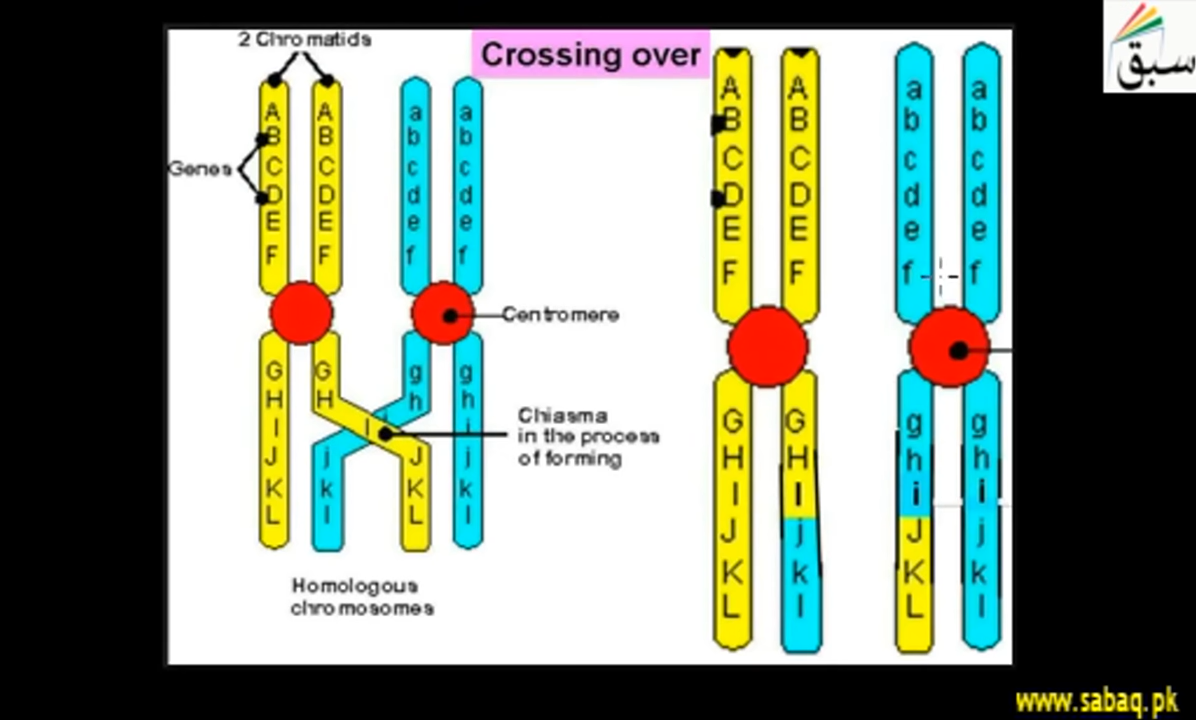 2 Chromatids
Crossing over
سبق
A A a a
B B b b
C C c c
D D d d
E E e e
F F f f
Genes
Centromere
G G g g
H H h h
I I i i
J j J j
K k K k
L l L l
Chiasma
in the process
of forming
Homologous
chromosomes
A A a a
B B b b
C C c c
D D d d
E E e e
F F f f
G G g g
H H h h
I I i i
J j J j
K k K k
L l L l
www.sabaq.pk